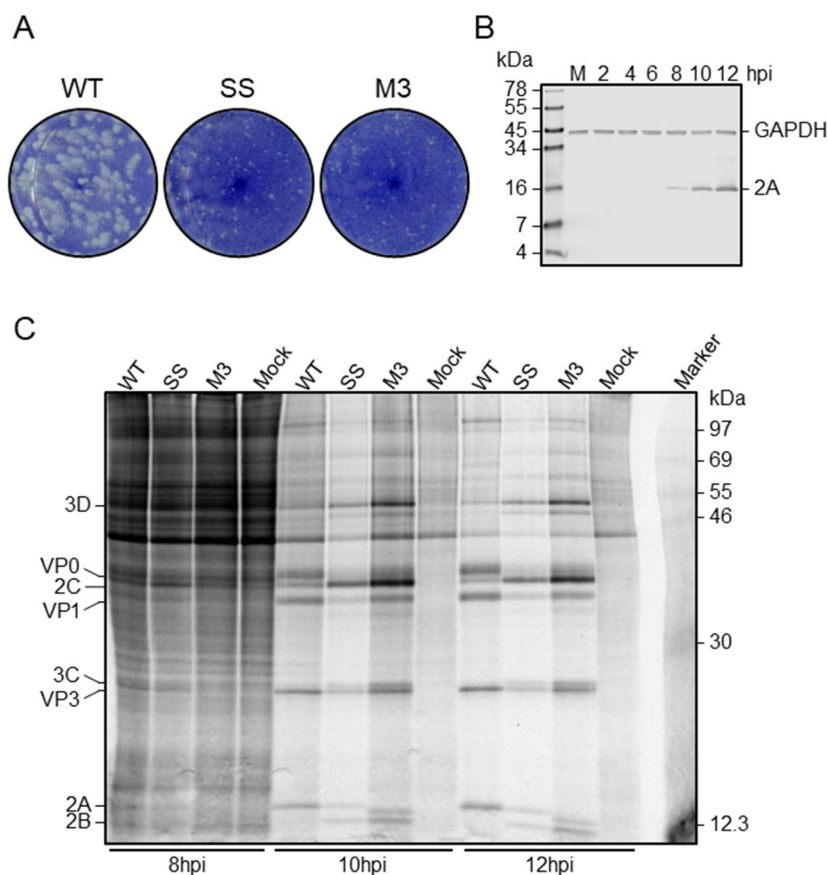 A
WT SS M3
B
kDa M 2 4 6 8 10 12 hpi
78
55
45 GAPDH
34
16 2A
7
4
C
WT SS M3 Mock WT SS M3 Mock WT SS M3 Mock Marker
kDa
97
69
55
3D
46
VP0
2C
VP1
30
3C
VP3
2A
2B 12.3
8hpi 10hpi 12hpi